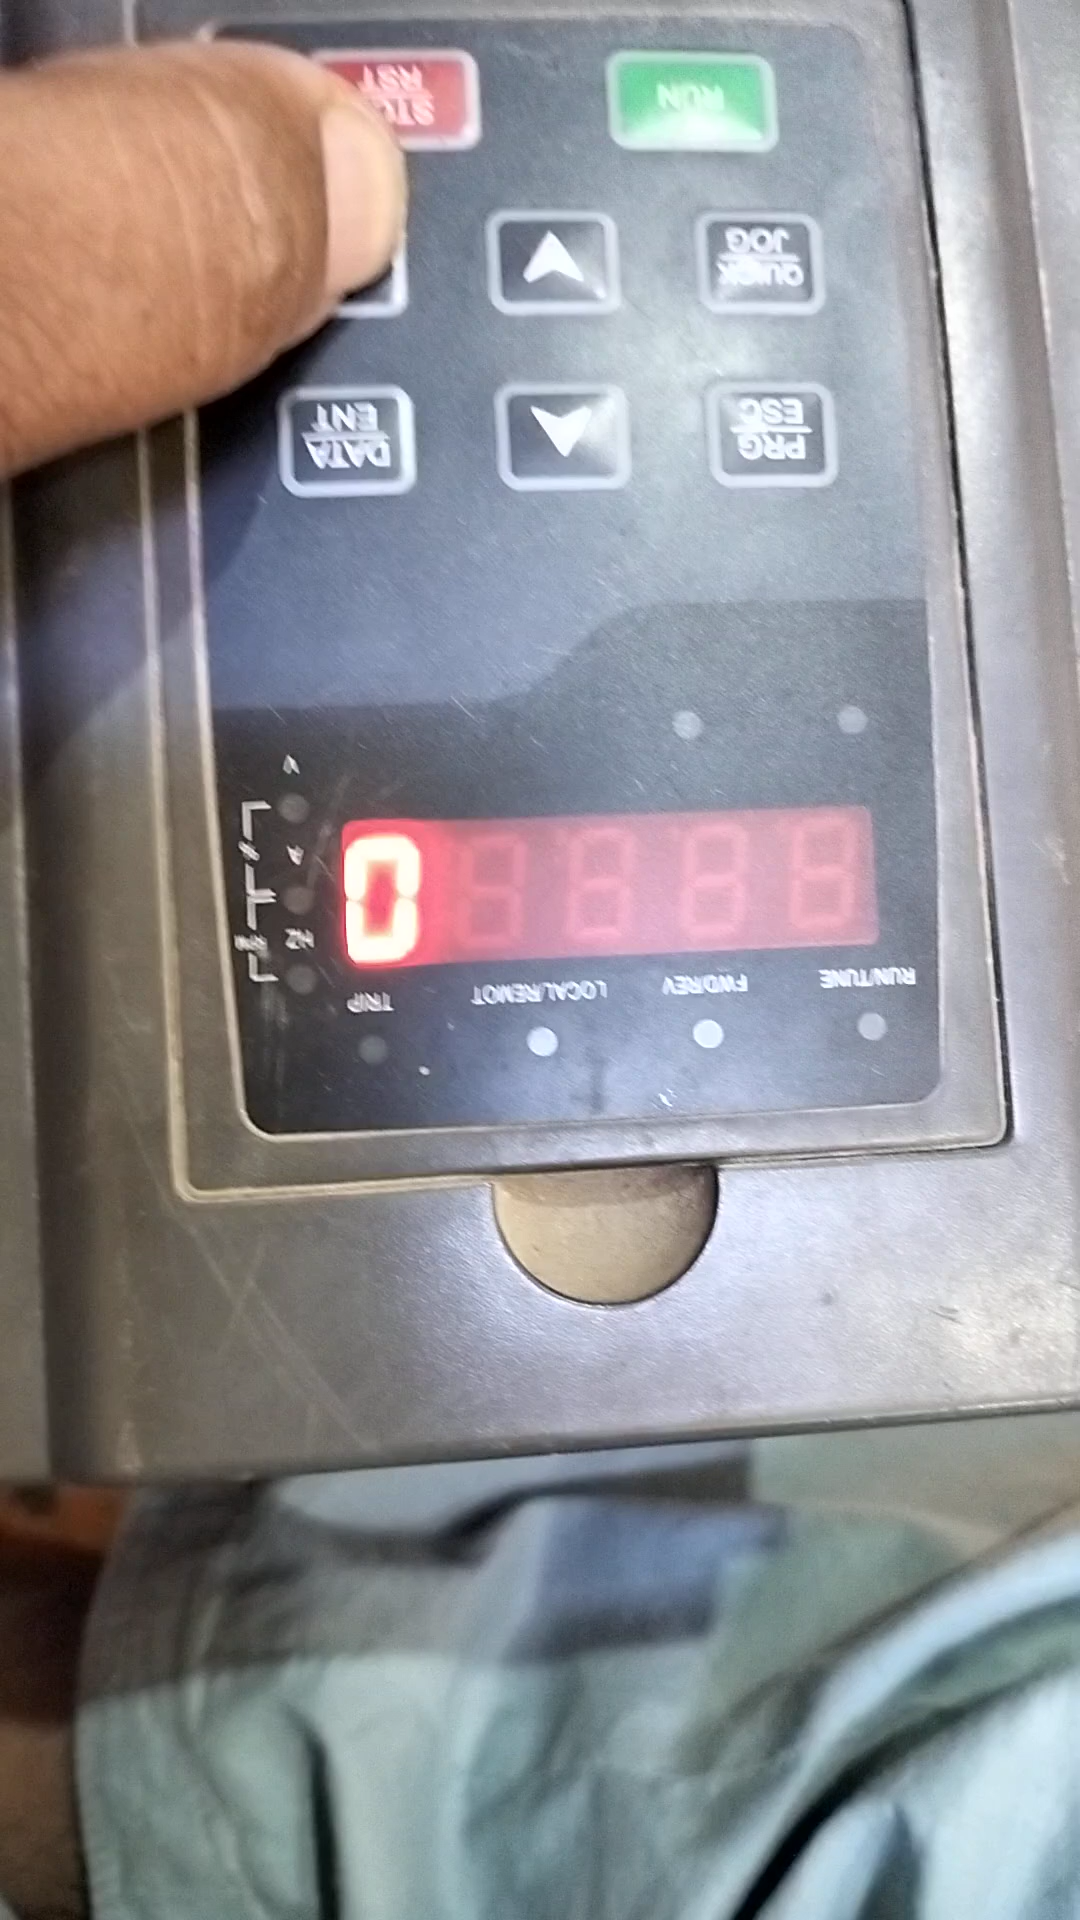 RUN/TUNE FWD/REV LOCAL/REMOT TRIP
0
HZ
A
V
PRG
ESC
DATA
ENT
QUICK
JOG
RUN
STOP
RST